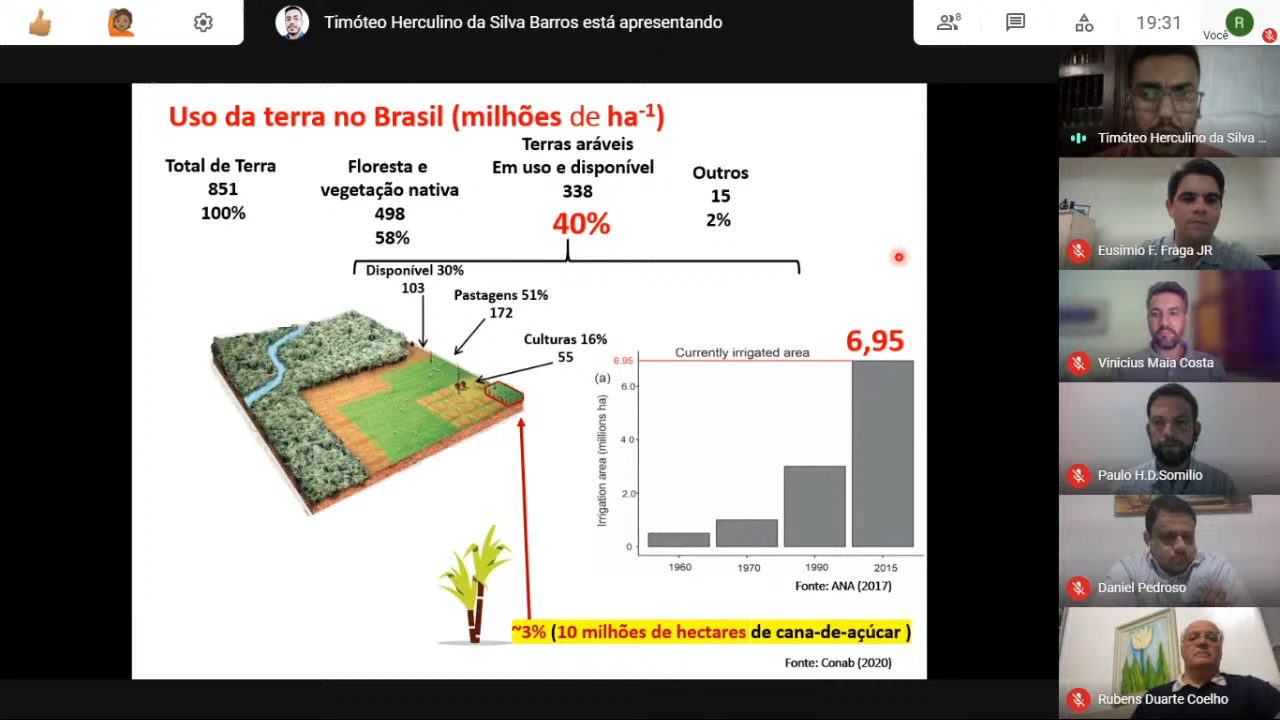 Timóteo Herculino da Silva Barros está apresentando
8
19:31
R
Você
Uso da terra no Brasil (milhões de ha-1)
Total de Terra
851
100%
Floresta e
vegetação nativa
498
58%
Terras aráveis
Em uso e disponível
338
40%
Outros
15
2%
Disponível 30%
103
Pastagens 51%
172
Culturas 16%
55
6,95
Currently irrigated area
(a)
Irrigation area (millions ha)
6.95
6.0
4.0
2.0
0
1960
1970
1990
2015
Fonte: ANA (2017)
~3% (10 milhões de hectares de cana-de-açúcar )
Fonte: Conab (2020)
Timóteo Herculino da Silva ...
Eusímio F. Fraga JR
Vinicius Maia Costa
Paulo H.D.Somilio
Daniel Pedroso
Rubens Duarte Coelho